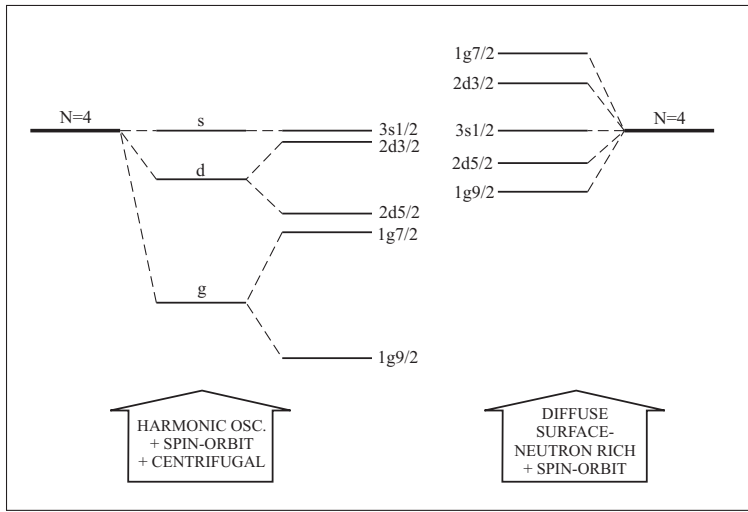 N=4
s
d
g
3s1/2
2d3/2
2d5/2
1g7/2
1g9/2
HARMONIC OSC.
+ SPIN-ORBIT
+ CENTRIFUGAL
1g7/2
2d3/2
3s1/2
2d5/2
1g9/2
N=4
DIFFUSE
SURFACE-
NEUTRON RICH
+ SPIN-ORBIT